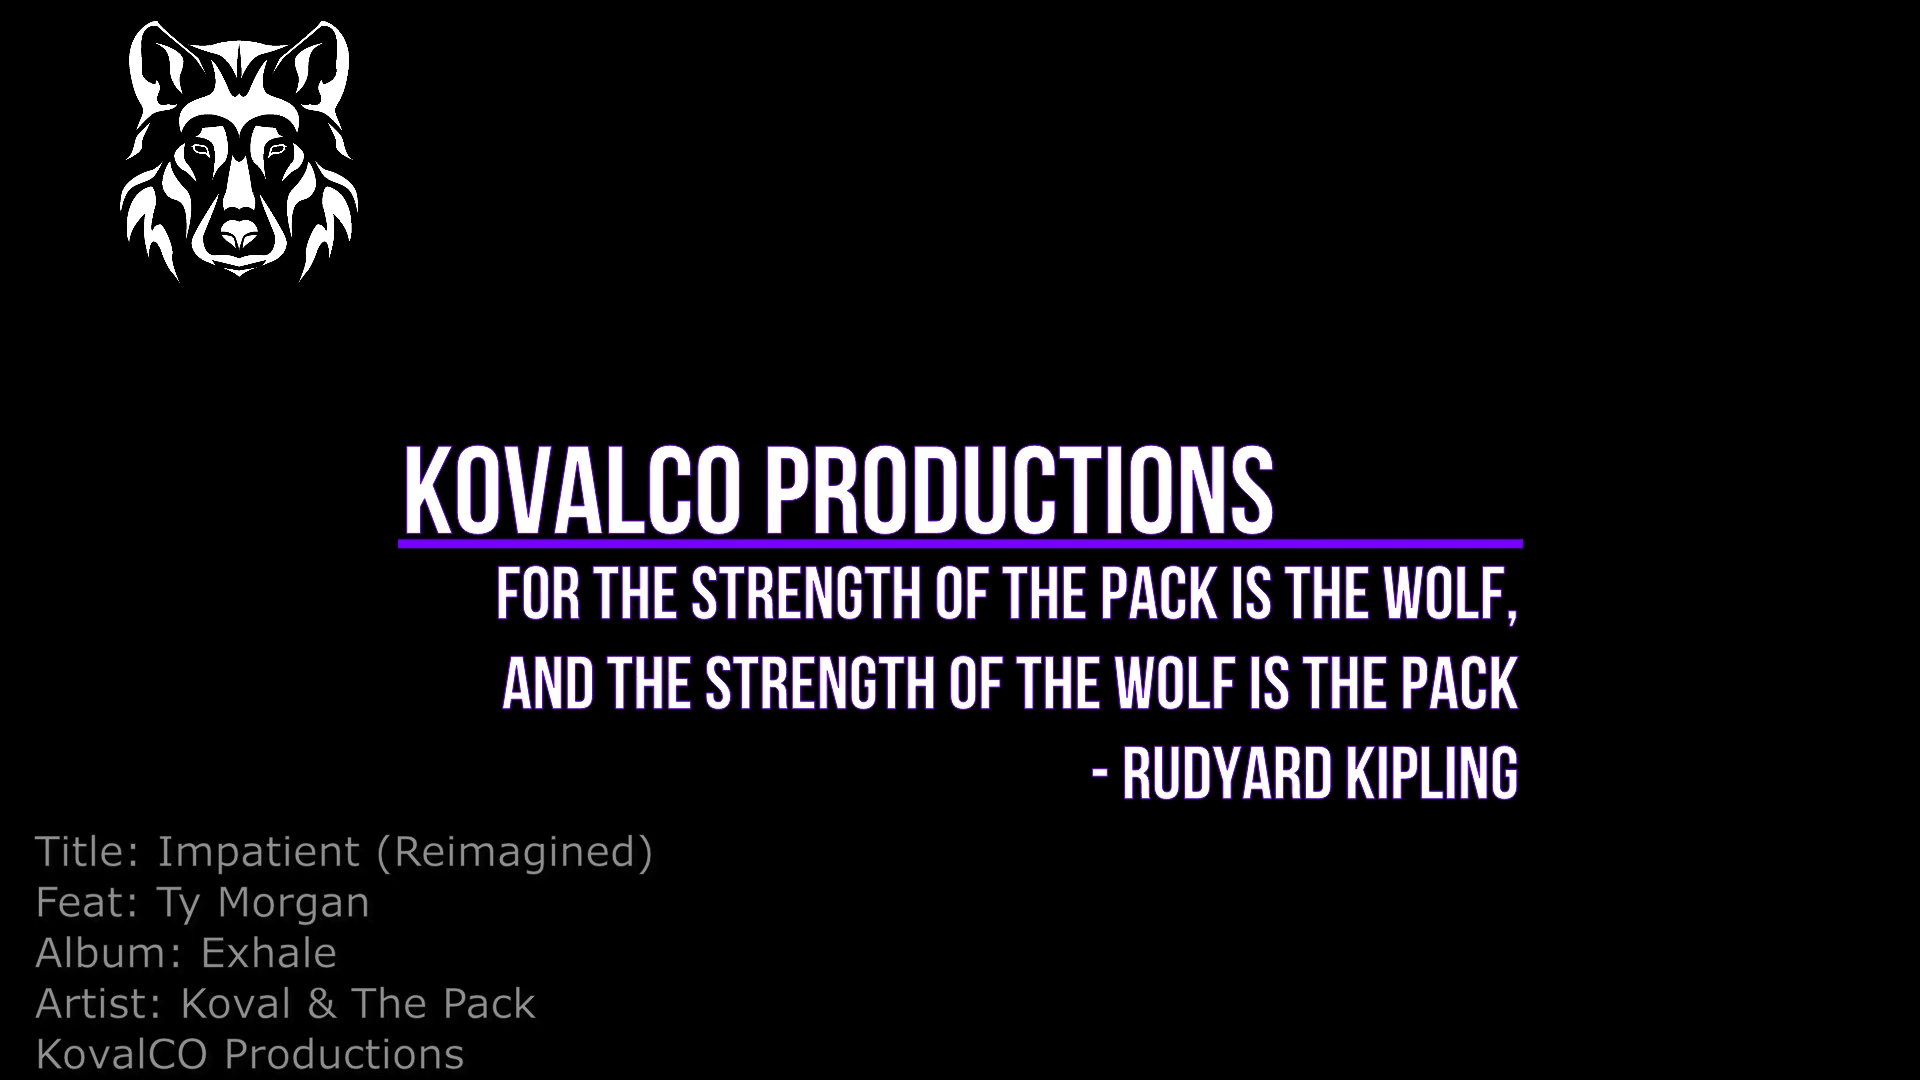 KOVALCO PRODUCTIONS
FOR THE STRENGTH OF THE PACK IS THE WOLF,
AND THE STRENGTH OF THE WOLF IS THE PACK
- RUDYARD KIPLING
Title: Impatient (Reimagined)
Feat: Ty Morgan
Album: Exhale
Artist: Koval & The Pack
KovalCO Productions